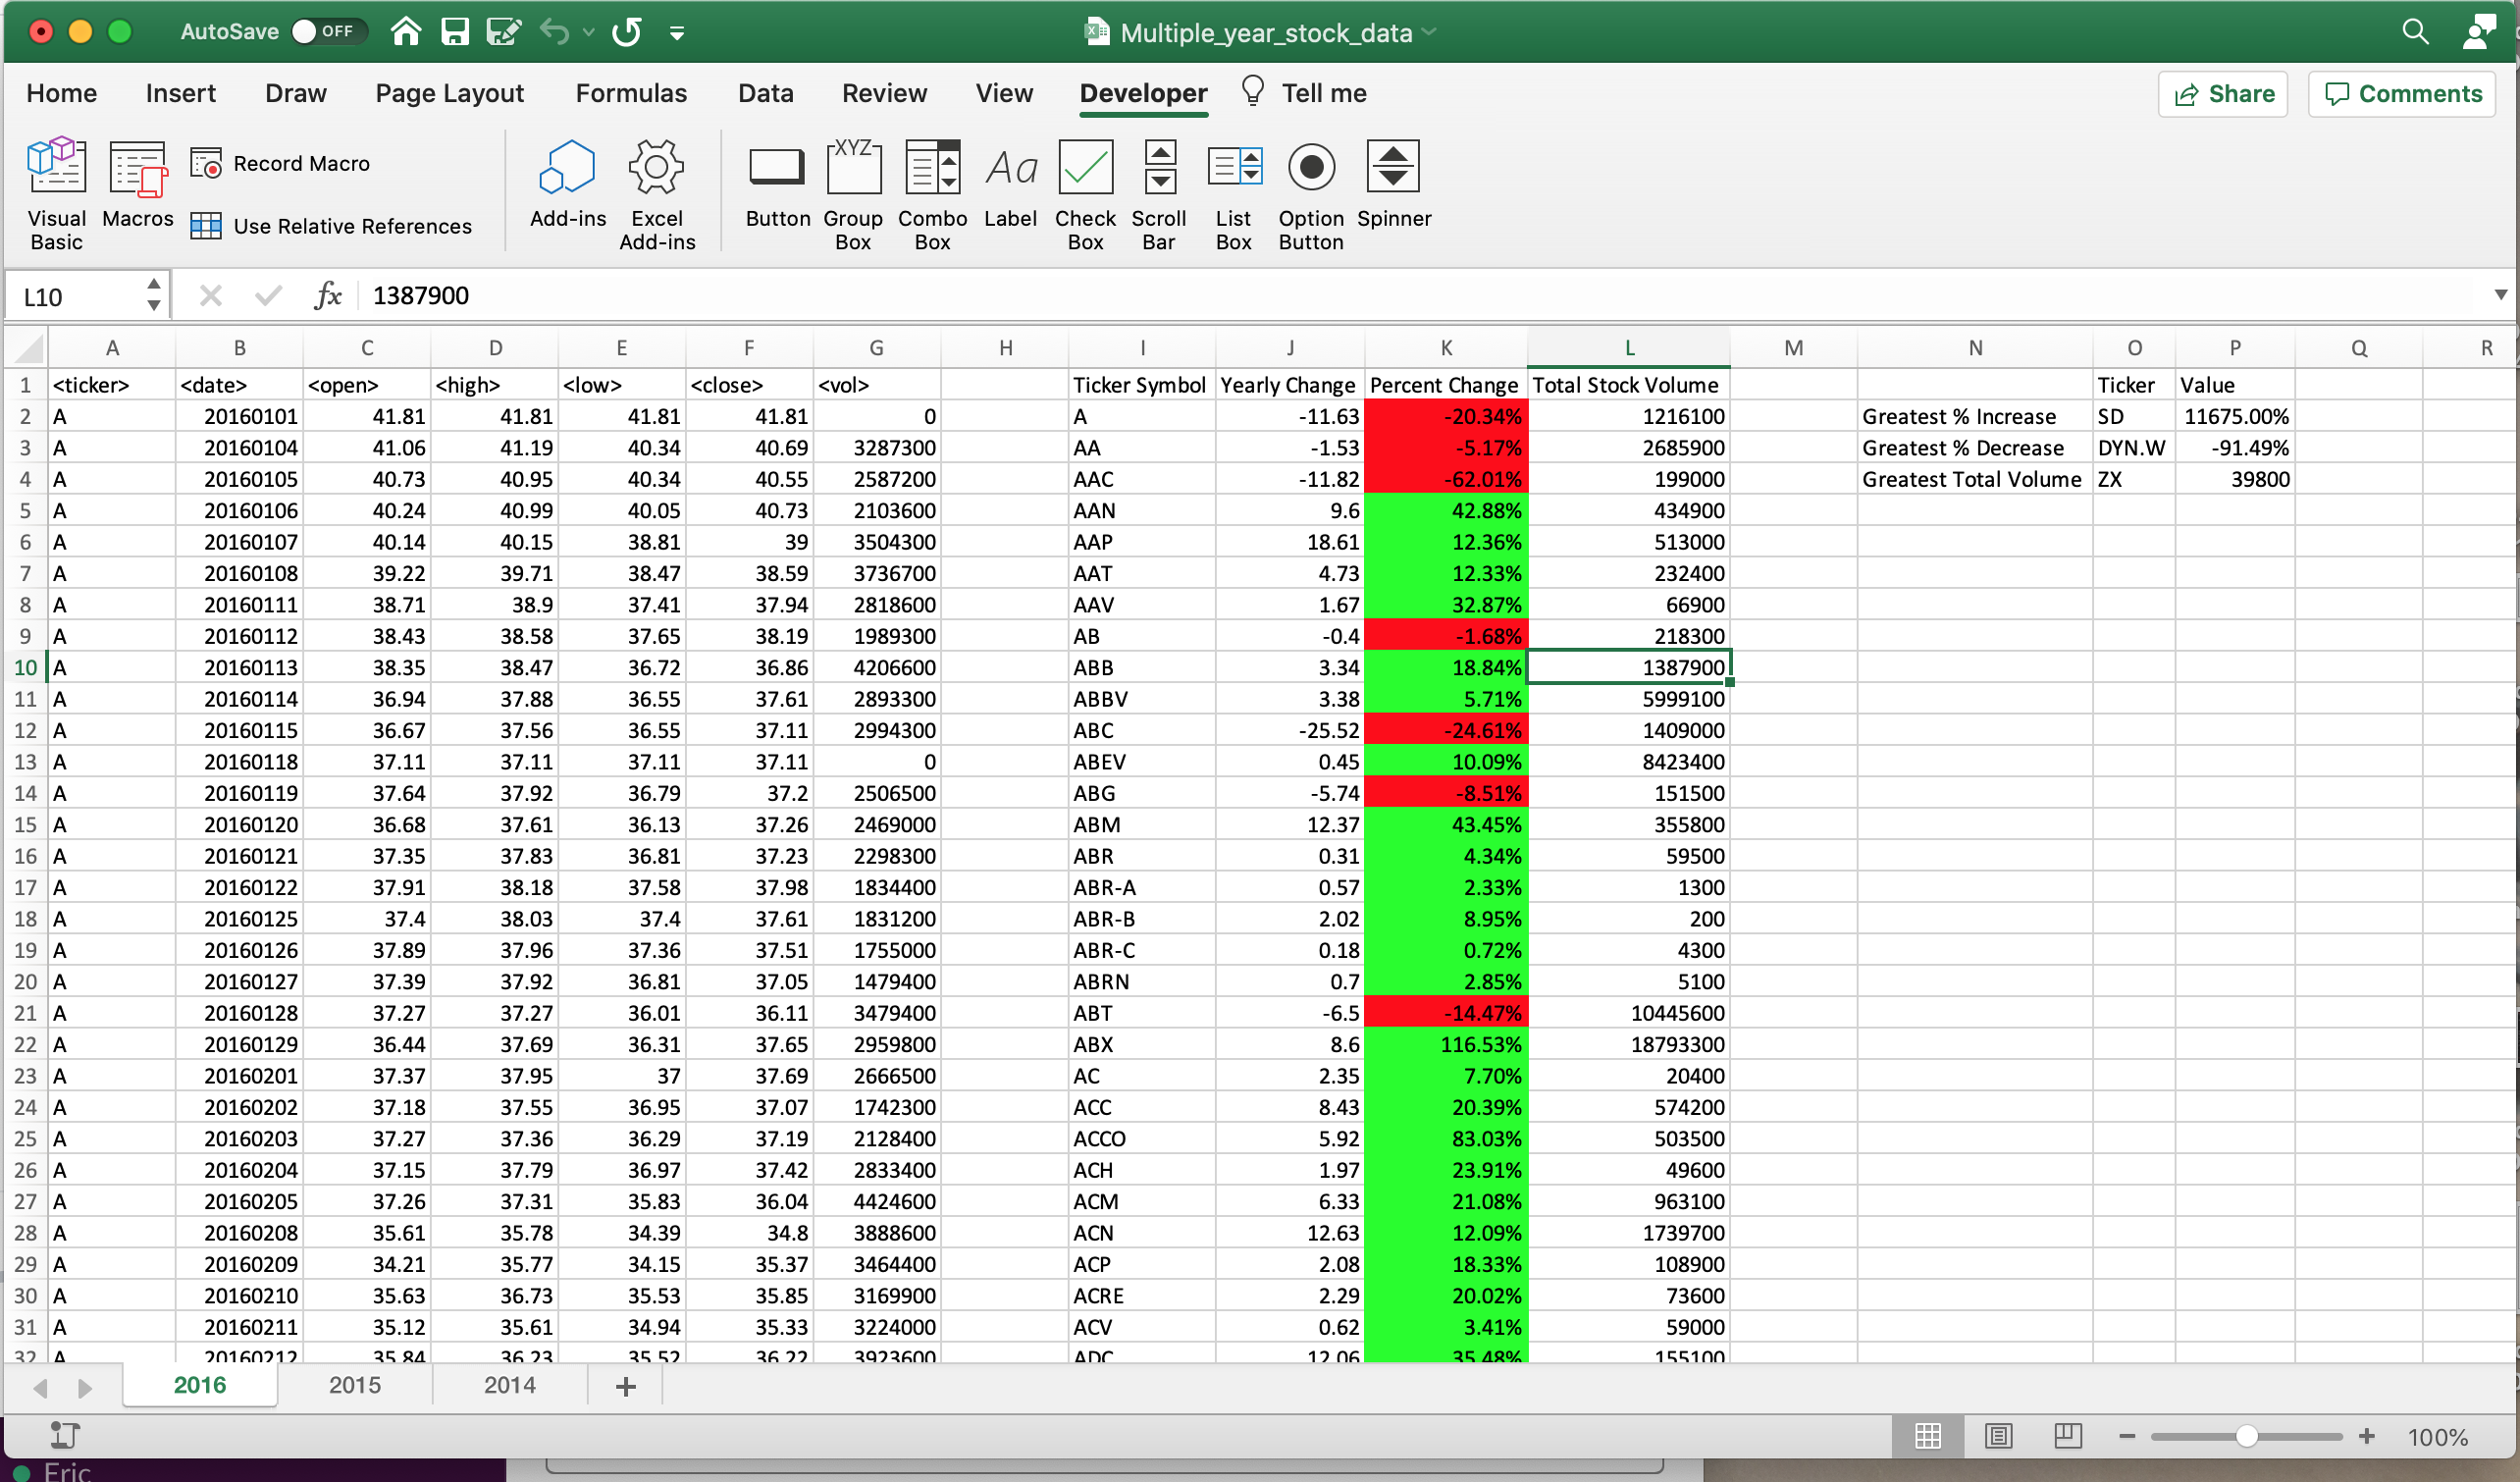 AutoSave OFF Multiple_year_stock_data
Home Insert Draw Page Layout Formulas Data Review View Developer Tell me Share Comments
Visual Basic Macros Record Macro Use Relative References Add-ins Excel Add-ins Button Group Box Combo Box Label Check Box Scroll Bar List Box Option Button Spinner
XYZ Aa
L10 fx 1387900
A B C D E F G H I J K L M N O P Q R
1 <ticker> <date> <open> <high> <low> <close> <vol> Ticker Symbol Yearly Change Percent Change Total Stock Volume Ticker Value
2 A 20160101 41.81 41.81 41.81 41.81 0 A -11.63 -20.34% 1216100 Greatest % Increase SD 11675.00%
3 A 20160104 41.06 41.19 40.34 40.69 3287300 AA -1.53 -5.17% 2685900 Greatest % Decrease DYN.W -91.49%
4 A 20160105 40.73 40.95 40.34 40.55 2587200 AAC -11.82 -62.01% 199000 Greatest Total Volume ZX 39800
5 A 20160106 40.24 40.99 40.05 40.73 2103600 AAN 9.6 42.88% 434900
6 A 20160107 40.14 40.15 38.81 39 3504300 AAP 18.61 12.36% 513000
7 A 20160108 39.22 39.71 38.47 38.59 3736700 AAT 4.73 12.33% 232400
8 A 20160111 38.71 38.9 37.41 37.94 2818600 AAV 1.67 32.87% 66900
9 A 20160112 38.43 38.58 37.65 38.19 1989300 AB -0.4 -1.68% 218300
10 A 20160113 38.35 38.47 36.72 36.86 4206600 ABB 3.34 18.84% 1387900
11 A 20160114 36.94 37.88 36.55 37.61 2893300 ABBV 3.38 5.71% 5999100
12 A 20160115 36.67 37.56 36.55 37.11 2994300 ABC -25.52 -24.61% 1409000
13 A 20160118 37.11 37.11 37.11 37.11 0 ABEV 0.45 10.09% 8423400
14 A 20160119 37.64 37.92 36.79 37.2 2506500 ABG -5.74 -8.51% 151500
15 A 20160120 36.68 37.61 36.13 37.26 2469000 ABM 12.37 43.45% 355800
16 A 20160121 37.35 37.83 36.81 37.23 2298300 ABR 0.31 4.34% 59500
17 A 20160122 37.91 38.18 37.58 37.98 1834400 ABR-A 0.57 2.33% 1300
18 A 20160125 37.4 38.03 37.4 37.61 1831200 ABR-B 2.02 8.95% 200
19 A 20160126 37.89 37.96 37.36 37.51 1755000 ABR-C 0.18 0.72% 4300
20 A 20160127 37.39 37.92 36.81 37.05 1479400 ABRN 0.7 2.85% 5100
21 A 20160128 37.27 37.27 36.01 36.11 3479400 ABT -6.5 -14.47% 10445600
22 A 20160129 36.44 37.69 36.31 37.65 2959800 ABX 8.6 116.53% 18793300
23 A 20160201 37.37 37.95 37 37.69 2666500 AC 2.35 7.70% 20400
24 A 20160202 37.18 37.55 36.95 37.07 1742300 ACC 8.43 20.39% 574200
25 A 20160203 37.27 37.36 36.29 37.19 2128400 ACCO 5.92 83.03% 503500
26 A 20160204 37.15 37.79 36.97 37.42 2833400 ACH 1.97 23.91% 49600
27 A 20160205 37.26 37.31 35.83 36.04 4424600 ACM 6.33 21.08% 963100
28 A 20160208 35.61 35.78 34.39 34.8 3888600 ACN 12.63 12.09% 1739700
29 A 20160209 34.21 35.77 34.15 35.37 3464400 ACP 2.08 18.33% 108900
30 A 20160210 35.63 36.73 35.53 35.85 3169900 ACRE 2.29 20.02% 73600
31 A 20160211 35.12 35.61 34.94 35.33 3224000 ACV 0.62 3.41% 59000
32 A 20160212 35.84 36.23 35.52 36.22 3923600 ADC 12.06 35.48% 155100
2016 2015 2014
100%
Eric